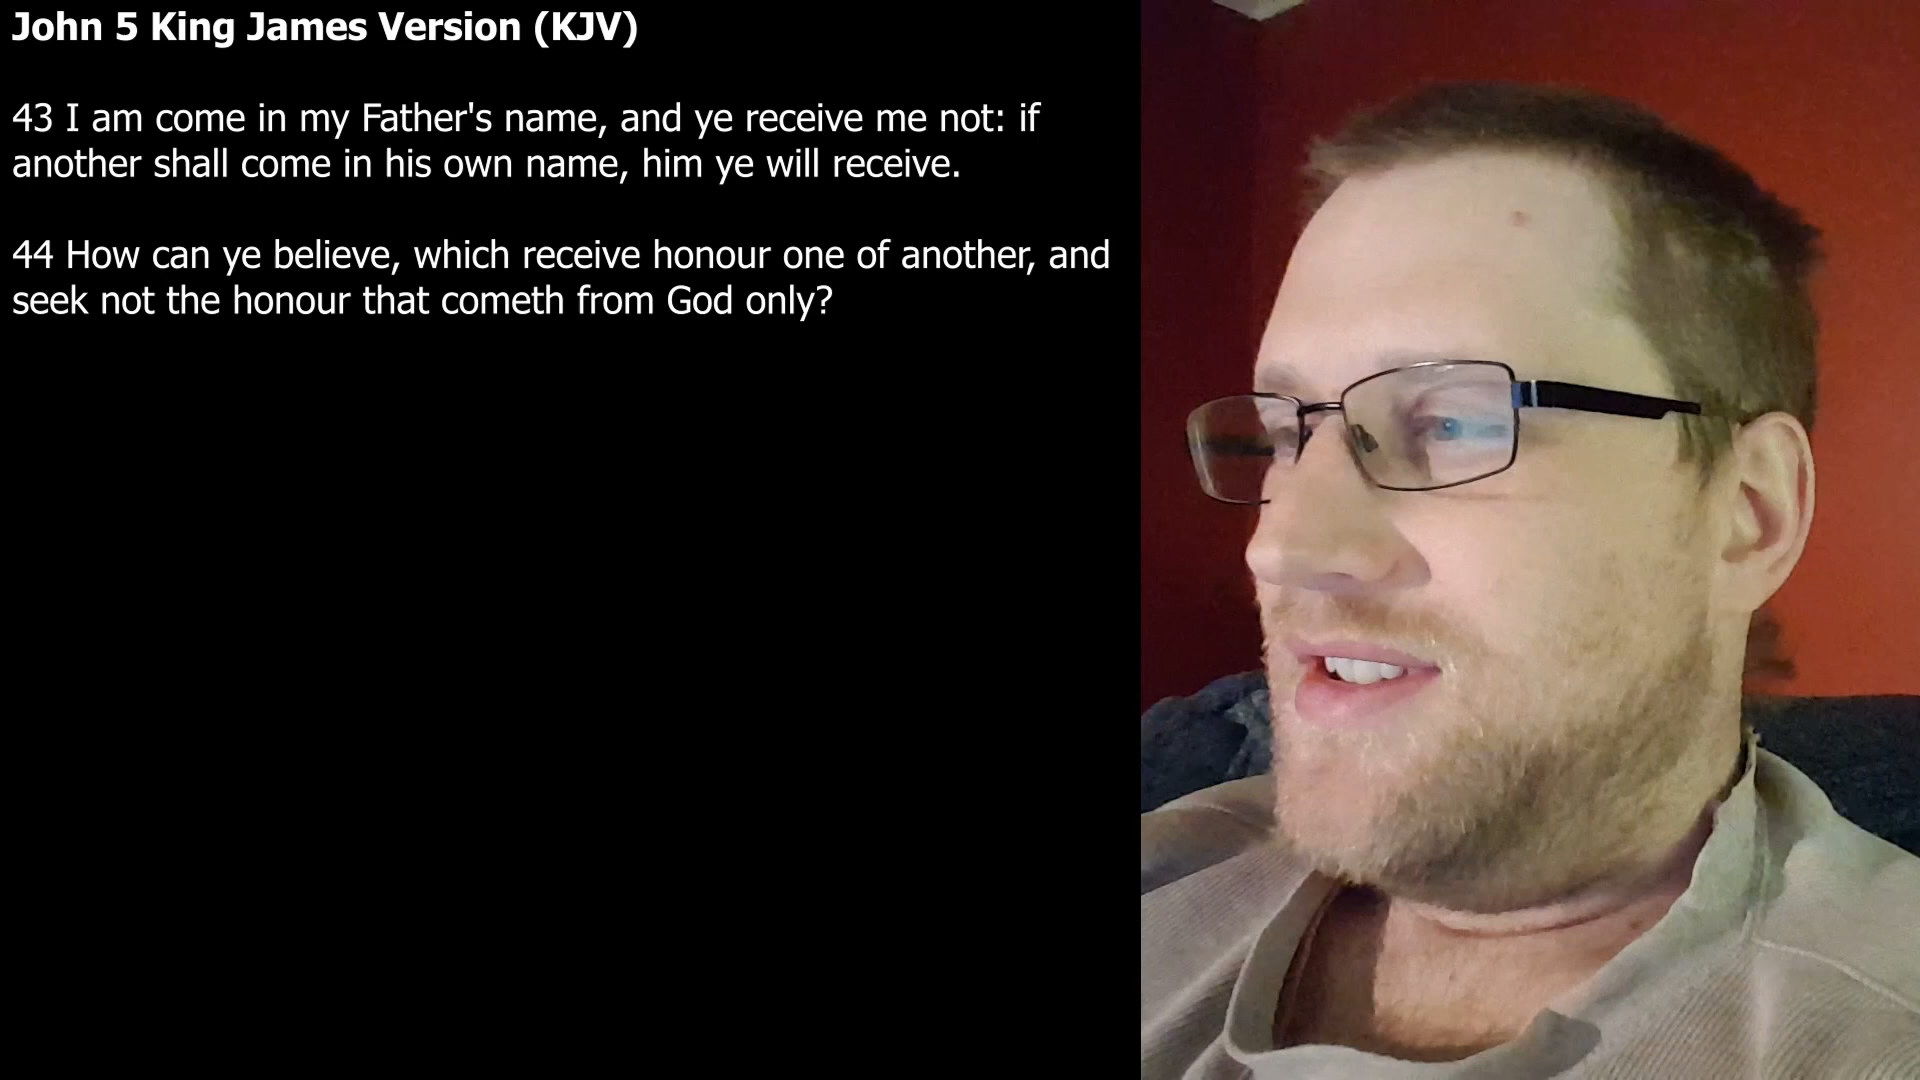 John 5 King James Version (KJV)
43 I am come in my Father's name, and ye receive me not: if
another shall come in his own name, him ye will receive.
44 How can ye believe, which receive honour one of another, and
seek not the honour that cometh from God only?